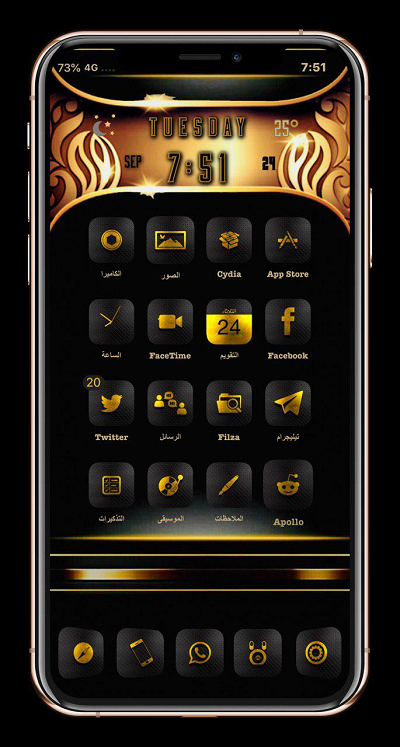 73% 4G
7:51
TUESDAY
25°
SEP
7:51
24
الكاميرا
الصور
Cydia
App Store
الثلاثاء
24
الساعة
FaceTime
التقويم
Facebook
20
Twitter
الرسائل
Filza
تيليجرام
التذكيرات
الموسيقى
الملاحظات
Apollo